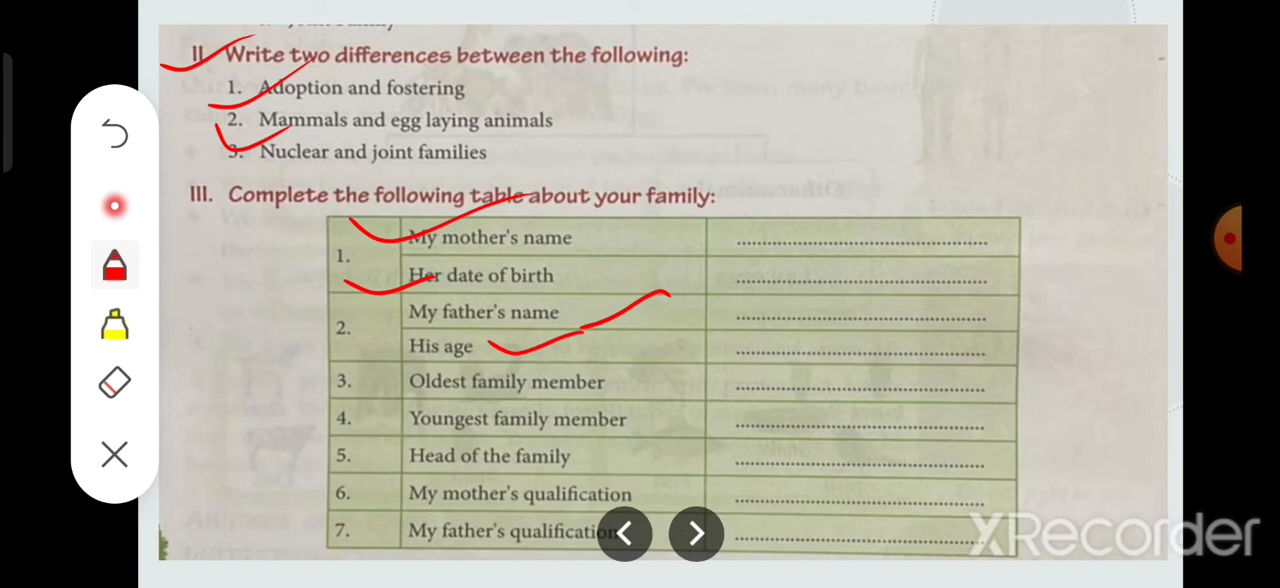 II. Write two differences between the following:
1. Adoption and fostering
2. Mammals and egg laying animals
3. Nuclear and joint families
III. Complete the following table about your family:
1. My mother's name ..........
Her date of birth ..........
2. My father's name ..........
His age ..........
3. Oldest family member ..........
4. Youngest family member ..........
5. Head of the family ..........
6. My mother's qualification ..........
7. My father's qualification ..........
XRecorder